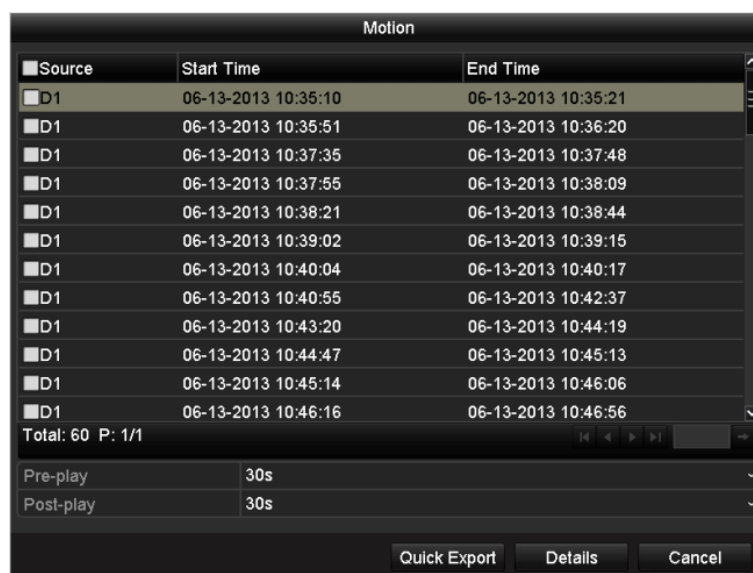 Motion
Source Start Time End Time
D1 06-13-2013 10:35:10 06-13-2013 10:35:21
D1 06-13-2013 10:35:51 06-13-2013 10:36:20
D1 06-13-2013 10:37:35 06-13-2013 10:37:48
D1 06-13-2013 10:37:55 06-13-2013 10:38:09
D1 06-13-2013 10:38:21 06-13-2013 10:38:44
D1 06-13-2013 10:39:02 06-13-2013 10:39:15
D1 06-13-2013 10:40:04 06-13-2013 10:40:17
D1 06-13-2013 10:40:55 06-13-2013 10:42:37
D1 06-13-2013 10:43:20 06-13-2013 10:44:19
D1 06-13-2013 10:44:47 06-13-2013 10:45:13
D1 06-13-2013 10:45:14 06-13-2013 10:46:06
D1 06-13-2013 10:46:16 06-13-2013 10:46:56
Total: 60 P: 1/1
Pre-play 30s
Post-play 30s
Quick Export Details Cancel